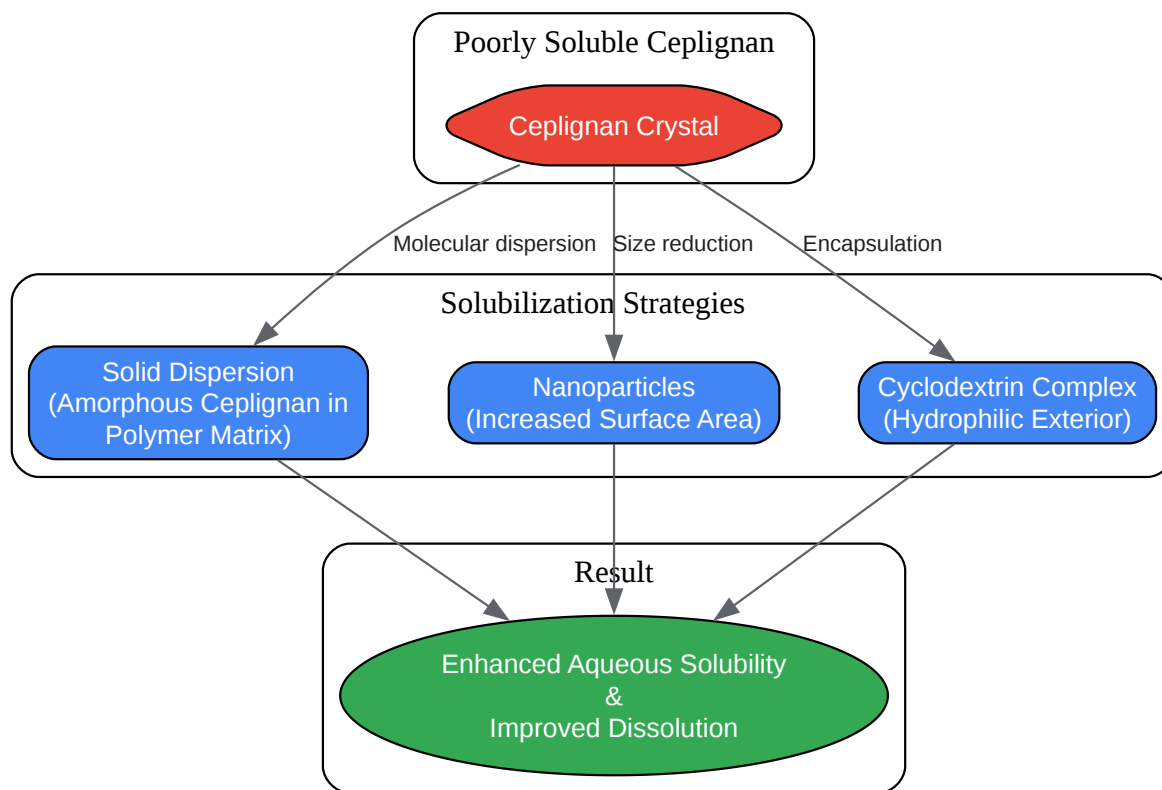 Poorly Soluble Ceplignan
Ceplignan Crystal
Molecular dispersion
Size reduction
Encapsulation
Solubilization Strategies
Solid Dispersion
(Amorphous Ceplignan in
Polymer Matrix)
Nanoparticles
(Increased Surface Area)
Cyclodextrin Complex
(Hydrophilic Exterior)
Result
Enhanced Aqueous Solubility
&
Improved Dissolution